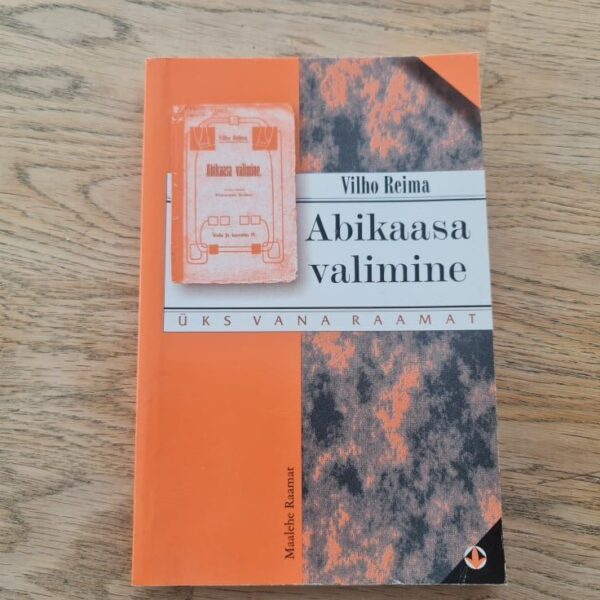 Vilho Reima
Abikaasa valimine.
Vilho Reima
Abikaasa
valimine
ÜKS VANA RAAMAT
Maalehe Raamat